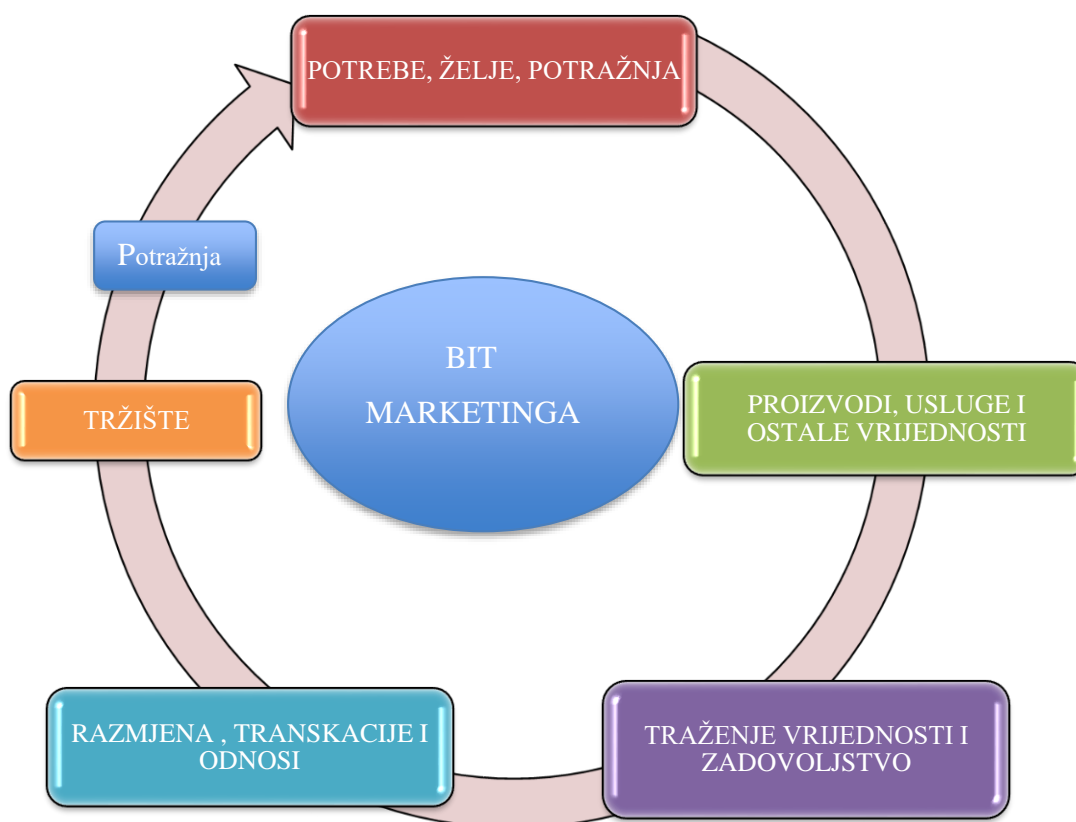 POTREBE, ŽELJE, POTRAŽNJA
Potražnja
BIT
MARKETINGA
TRŽIŠTE
PROIZVODI, USLUGE I
OSTALE VRIJEDNOSTI
RAZMJENA , TRANSKACIJE I
ODNOSI
TRAŽENJE VRIJEDNOSTI I
ZADOVOLJSTVO